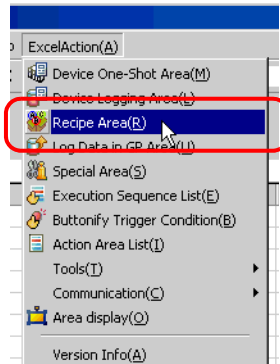 ExcelAction(A)
Device One-Shot Area(M)
Device Logging Area(L)
Recipe Area(R)
Log Data in GP Area(U)
Special Area(S)
Execution Sequence List(E)
Buttonify Trigger Condition(B)
Action Area List(I)
Tools(T)
Communication(C)
Area display(O)
Version Info(A)